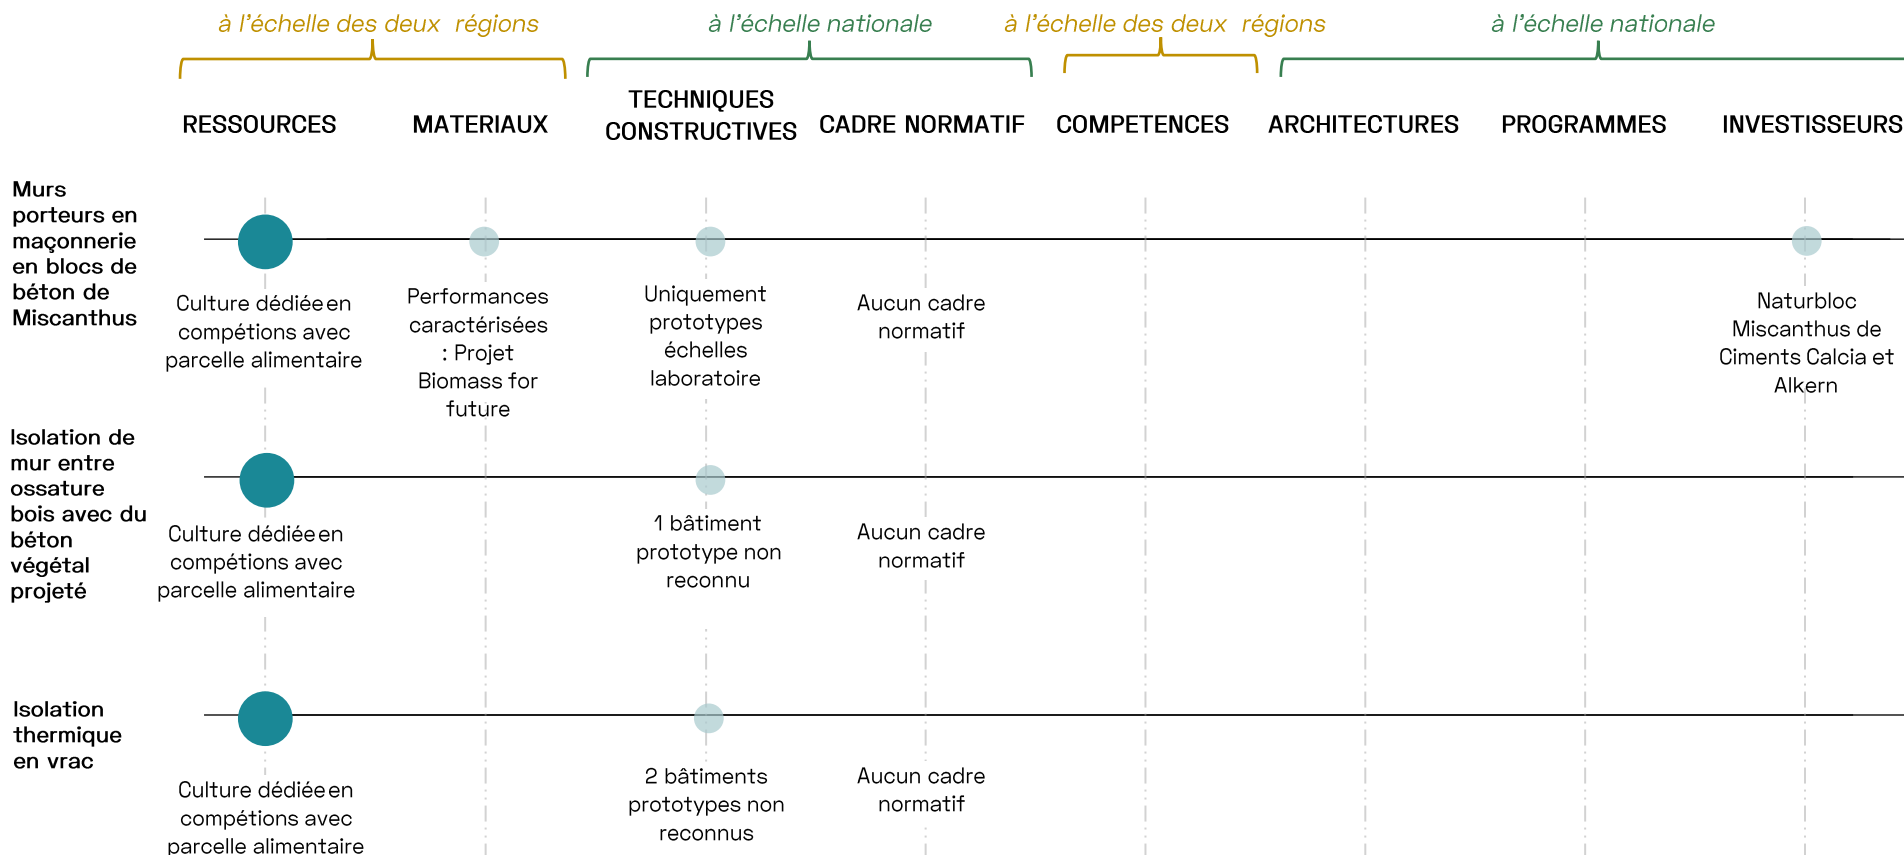 à l'échelle des deux  régions
à l'échelle nationale
à l'échelle des deux  régions
à l'échelle nationale
RESSOURCES
MATERIAUX
TECHNIQUES
CONSTRUCTIVES
CADRE NORMATIF
COMPETENCES
ARCHITECTURES
PROGRAMMES
INVESTISSEURS
Murs
porteurs en
maçonnerie
en blocs de
béton de
Miscanthus
Culture dédiée en
compétions avec
parcelle alimentaire
Performances
caractérisées
: Projet
Biomass for
future
Uniquement
prototypes
échelles
laboratoire
Aucun cadre
normatif
Naturbloc
Miscanthus de
Ciments Calcia et
Alkern
Isolation de
mur entre
ossature
bois avec du
béton
végétal
projeté
Culture dédiée en
compétions avec
parcelle alimentaire
1 bâtiment
prototype non
reconnu
Aucun cadre
normatif
Isolation
thermique
en vrac
Culture dédiée en
compétions avec
parcelle alimentaire
2 bâtiments
prototypes non
reconnus
Aucun cadre
normatif